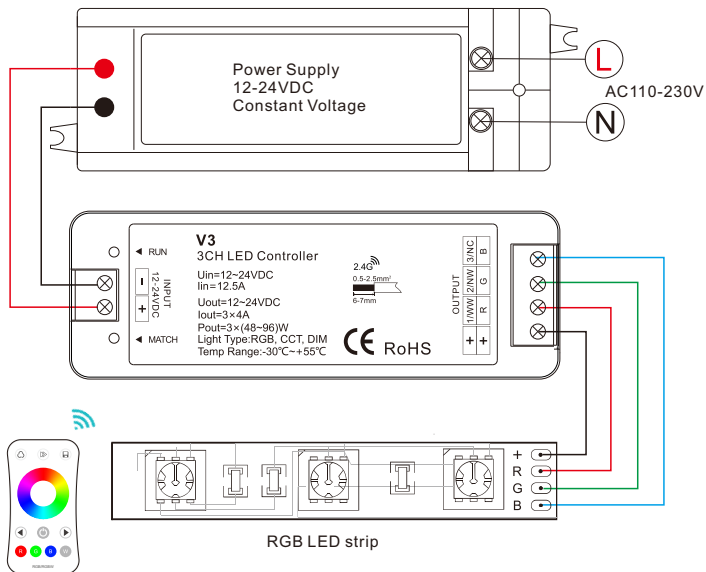 Power Supply
12-24VDC
Constant Voltage
L
AC110-230V
N
V3
3CH LED Controller
RUN
INPUT
12-24VDC
-
+
MATCH
Uin=12~24VDC
Iin=12.5A
Uout=12~24VDC
Iout=3×4A
Pout=3×(48~96)W
Light Type:RGB, CCT, DIM
Temp Range:-30℃~+55℃
2.4G
0.5-2.5mm²
6-7mm
CE RoHS
OUTPUT
3/NC B
2/NW G
1/WW R
+ +
+
R
G
B
R G B W
RGB LED strip